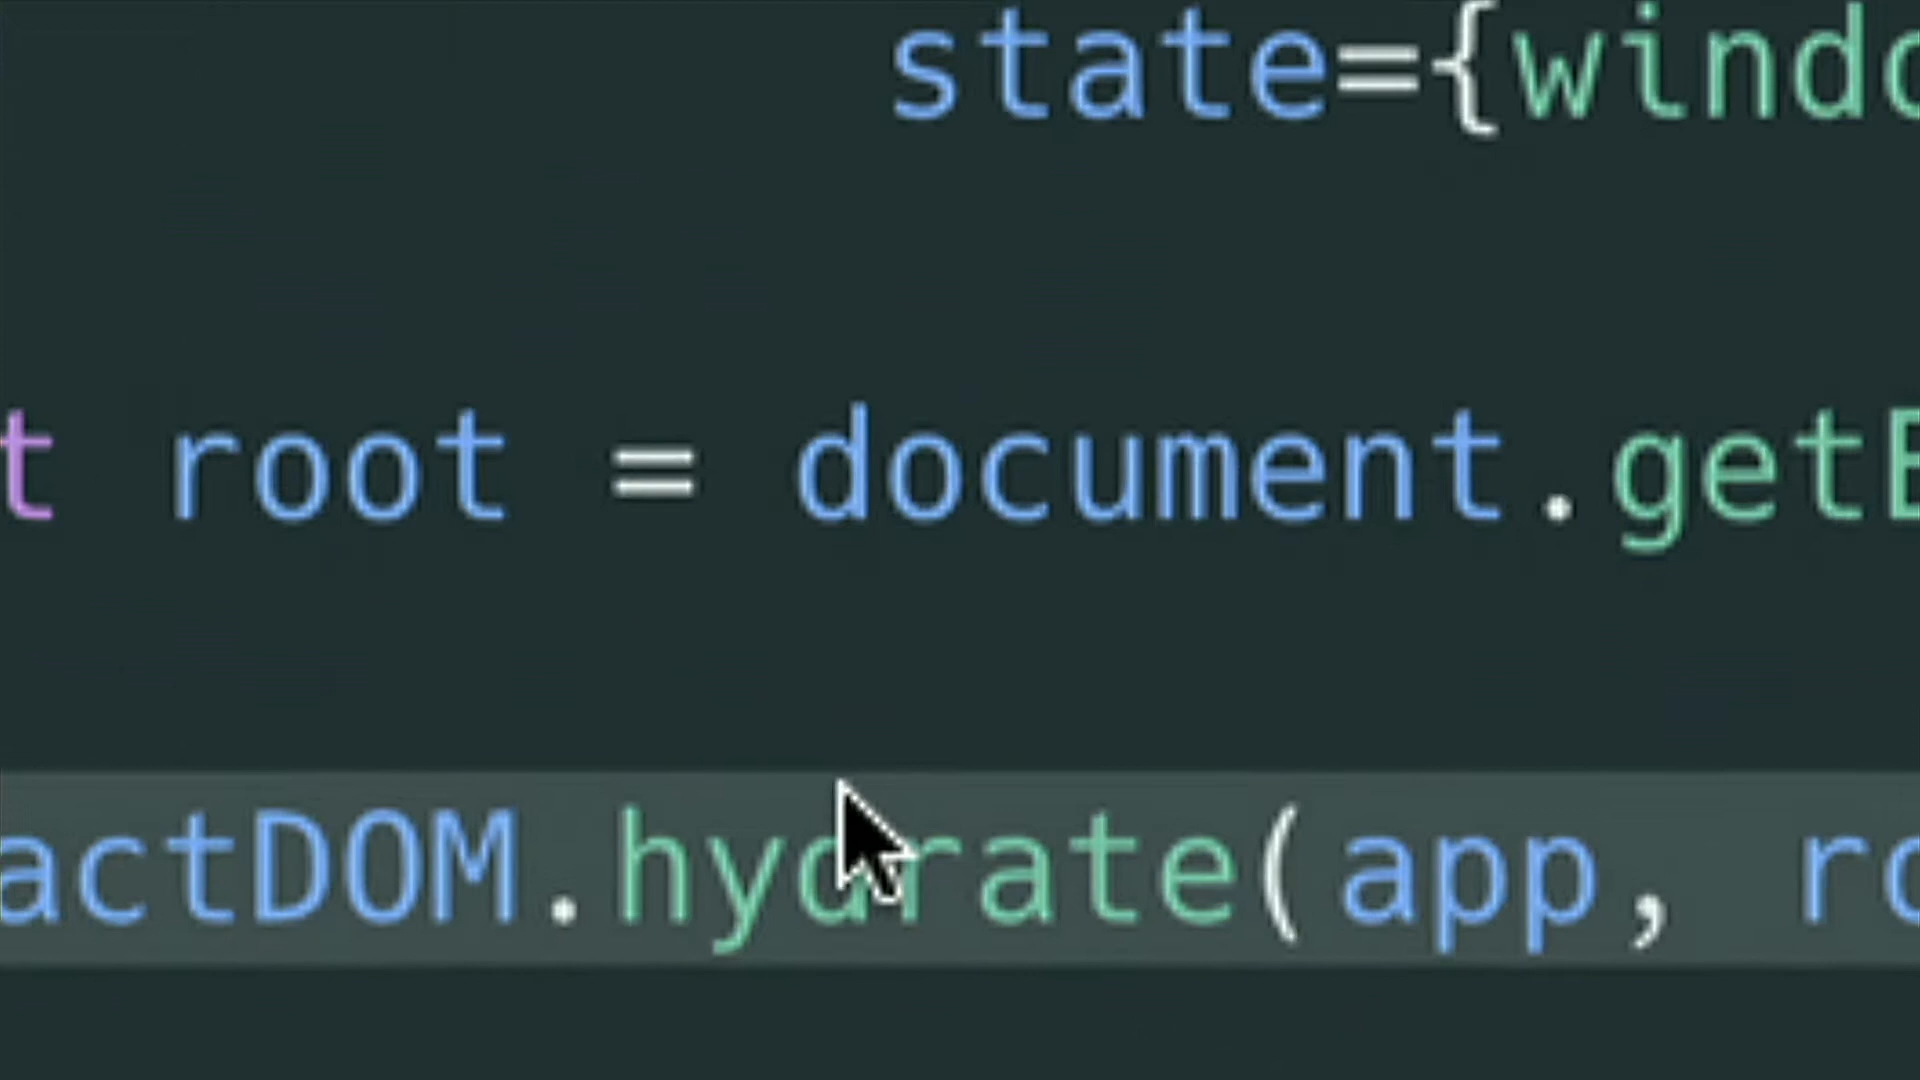 state={windo
t root = document.getE
actDOM.hydrate(app, ro